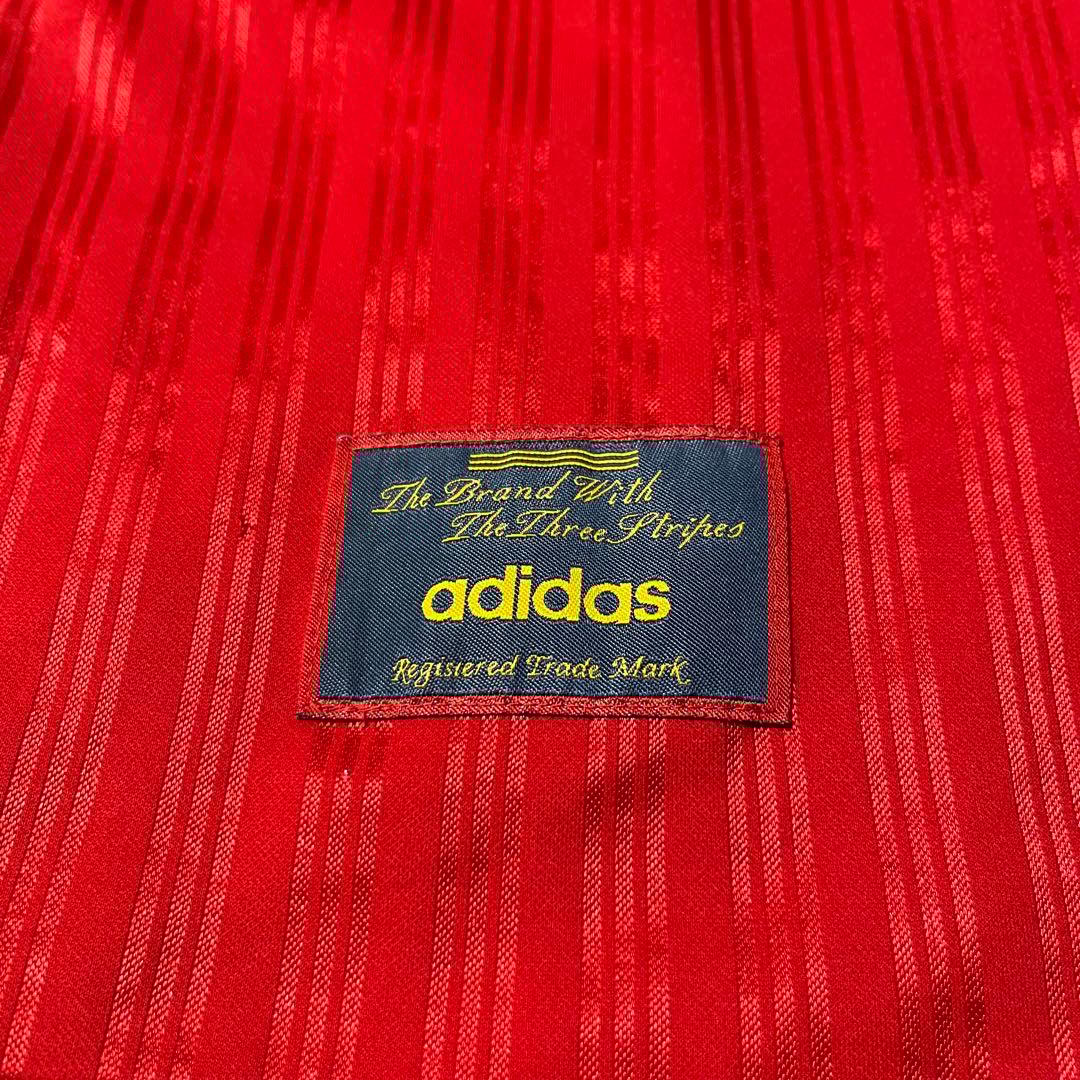 The Brand With
The Three Stripes
adidas
Registered Trade Mark.